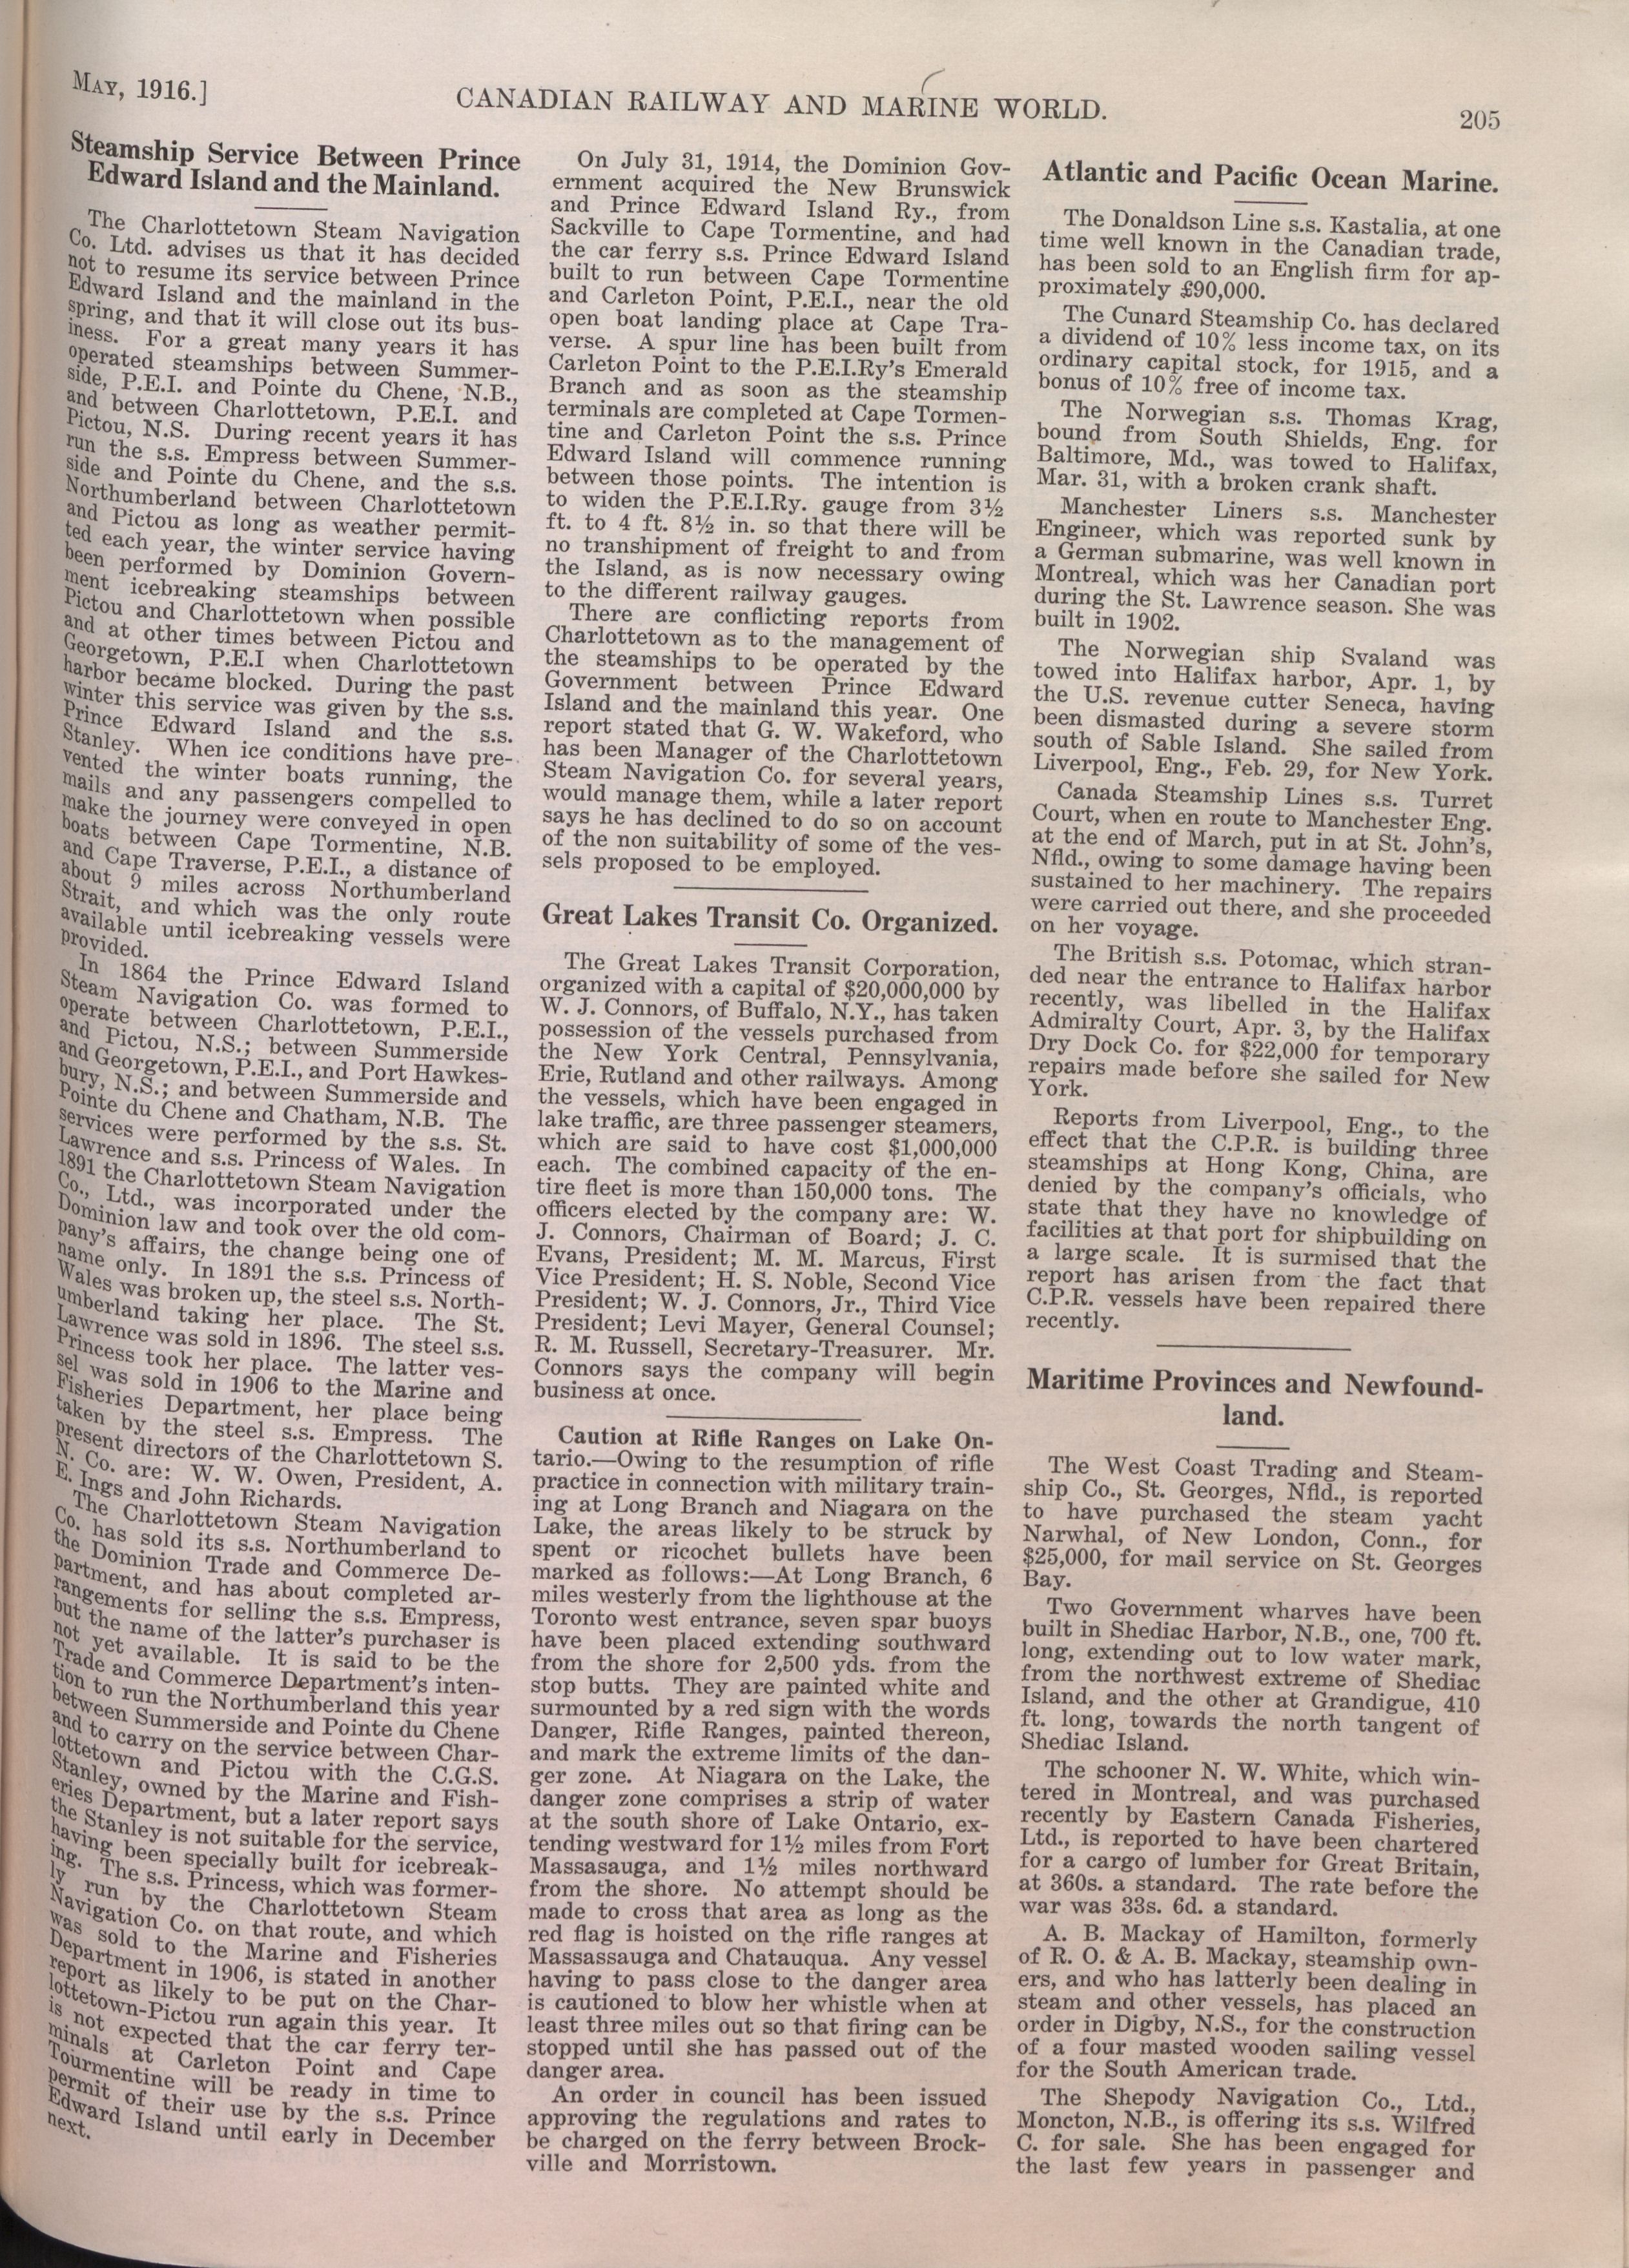 MAY, 1916.]
CANADIAN RAILWAY AND MARINE WORLD.
205
Steamship Service Between Prince
Edward Island and the Mainland.
The Charlottetown Steam Navigation
Co. Ltd. advises us that it has decided
not to resume its service between Prince
Edward Island and the mainland in the
spring, and that it will close out its bus-
iness. For a great many years it has
operated steamships between Summer-
side, P.E.I. and Pointe du Chene, N.B.,
and between Charlottetown, P.E.I. and
Pictou, N.S. During recent years it has
run the s.s. Empress between Summer-
side and Pointe du Chene, and the s.s.
Northumberland between Charlottetown
and Pictou as long as weather permit-
ted each year, the winter service having
been performed by Dominion Govern-
ment icebreaking steamships between
Pictou and Charlottetown when possible
and at other times between Pictou and
Georgetown, P.E.I when Charlottetown
harbor became blocked. During the past
winter this service was given by the s.s.
Prince Edward Island and the s.s.
Stanley. When ice conditions have pre-
vented the winter boats running, the
mails and any passengers compelled to
make the journey were conveyed in open
boats between Cape Tormentine, N.B.
and Cape Traverse, P.E.I., a distance of
about 9 miles across Northumberland
Strait, and which was the only route
available until icebreaking vessels were
provided.
In 1864 the Prince Edward Island
Steam Navigation Co. was formed to
operate between Charlottetown, P.E.I.,
and Pictou, N.S.; between Summerside
and Georgetown, P.E.I., and Port Hawkes-
bury, N.S.; and between Summerside and
Pointe du Chene and Chatham, N.B. The
services were performed by the s.s. St.
Lawrence and s.s. Princess of Wales. In
1891 the Charlottetown Steam Navigation
Co., Ltd., was incorporated under the
Dominion law and took over the old com-
pany's affairs, the change being one of
name only. In 1891 the s.s. Princess of
Wales was broken up, the steel s.s. North-
umberland taking her place. The St.
Lawrence was sold in 1896. The steel s.s.
Princess took her place. The latter ves-
sel was sold in 1906 to the Marine and
Fisheries Department, her place being
taken by the steel s.s. Empress. The
present directors of the Charlottetown S.
N. Co. are: W. W. Owen, President, A.
E. Ings and John Richards.
The Charlottetown Steam Navigation
Co. has sold its s.s. Northumberland to
the Dominion Trade and Commerce De-
partment, and has about completed ar-
rangements for selling the s.s. Empress,
but the name of the latter's purchaser is
not yet available. It is said to be the
Trade and Commerce Department's inten-
tion to run the Northumberland this year
between Summerside and Pointe du Chene
and to carry on the service between Char-
lottetown and Pictou with the C.G.S.
Stanley, owned by the Marine and Fish-
eries Department, but a later report says
the Stanley is not suitable for the service,
having been specially built for icebreak-
ing. The s.s. Princess, which was former-
ly run by the Charlottetown Steam
Navigation Co. on that route, and which
was sold to the Marine and Fisheries
Department in 1906, is stated in another
report as likely to be put on the Char-
lottetown-Pictou run again this year. It
is not expected that the car ferry ter-
minals at Carleton Point and Cape
Tourmentine will be ready in time to
permit of their use by the s.s. Prince
Edward Island until early in December
next.
On July 31, 1914, the Dominion Gov-
ernment acquired the New Brunswick
and Prince Edward Island Ry., from
Sackville to Cape Tormentine, and had
the car ferry s.s. Prince Edward Island
built to run between Cape Tormentine
and Carleton Point, P.E.I., near the old
open boat landing place at Cape Tra-
verse. A spur line has been built from
Carleton Point to the P.E.I.Ry's Emerald
Branch and as soon as the steamship
terminals are completed at Cape Tormen-
tine and Carleton Point the s.s. Prince
Edward Island will commence running
between those points. The intention is
to widen the P.E.I.Ry. gauge from 3½
ft. to 4 ft. 8½ in. so that there will be
no transhipment of freight to and from
the Island, as is now necessary owing
to the different railway gauges.
There are conflicting reports from
Charlottetown as to the management of
the steamships to be operated by the
Government between Prince Edward
Island and the mainland this year. One
report stated that G. W. Wakeford, who
has been Manager of the Charlottetown
Steam Navigation Co. for several years,
would manage them, while a later report
says he has declined to do so on account
of the non suitability of some of the ves-
sels proposed to be employed.
Great Lakes Transit Co. Organized.
The Great Lakes Transit Corporation,
organized with a capital of $20,000,000 by
W. J. Connors, of Buffalo, N.Y., has taken
possession of the vessels purchased from
the New York Central, Pennsylvania,
Erie, Rutland and other railways. Among
the vessels, which have been engaged in
lake traffic, are three passenger steamers,
which are said to have cost $1,000,000
each. The combined capacity of the en-
tire fleet is more than 150,000 tons. The
officers elected by the company are: W.
J. Connors, Chairman of Board; J. C.
Evans, President; M. M. Marcus, First
Vice President; H. S. Noble, Second Vice
President; W. J. Connors, Jr., Third Vice
President; Levi Mayer, General Counsel;
R. M. Russell, Secretary-Treasurer. Mr.
Connors says the company will begin
business at once.
Caution at Rifle Ranges on Lake On-
tario.—Owing to the resumption of rifle
practice in connection with military train-
ing at Long Branch and Niagara on the
Lake, the areas likely to be struck by
spent or ricochet bullets have been
marked as follows:—At Long Branch, 6
miles westerly from the lighthouse at the
Toronto west entrance, seven spar buoys
have been placed extending southward
from the shore for 2,500 yds. from the
stop butts. They are painted white and
surmounted by a red sign with the words
Danger, Rifle Ranges, painted thereon,
and mark the extreme limits of the dan-
ger zone. At Niagara on the Lake, the
danger zone comprises a strip of water
at the south shore of Lake Ontario, ex-
tending westward for 1½ miles from Fort
Massasauga, and 1½ miles northward
from the shore. No attempt should be
made to cross that area as long as the
red flag is hoisted on the rifle ranges at
Massassauga and Chatauqua. Any vessel
having to pass close to the danger area
is cautioned to blow her whistle when at
least three miles out so that firing can be
stopped until she has passed out of the
danger area.
An order in council has been issued
approving the regulations and rates to
be charged on the ferry between Brock-
ville and Morristown.
Atlantic and Pacific Ocean Marine.
The Donaldson Line s.s. Kastalia, at one
time well known in the Canadian trade,
has been sold to an English firm for ap-
proximately £90,000.
The Cunard Steamship Co. has declared
a dividend of 10% less income tax, on its
ordinary capital stock, for 1915, and a
bonus of 10% free of income tax.
The Norwegian s.s. Thomas Krag,
bound from South Shields, Eng. for
Baltimore, Md., was towed to Halifax,
Mar. 31, with a broken crank shaft.
Manchester Liners s.s. Manchester
Engineer, which was reported sunk by
a German submarine, was well known in
Montreal, which was her Canadian port
during the St. Lawrence season. She was
built in 1902.
The Norwegian ship Svaland was
towed into Halifax harbor, Apr. 1, by
the U.S. revenue cutter Seneca, having
been dismasted during a severe storm
south of Sable Island. She sailed from
Liverpool, Eng., Feb. 29, for New York.
Canada Steamship Lines s.s. Turret
Court, when en route to Manchester Eng.
at the end of March, put in at St. John's,
Nfld., owing to some damage having been
sustained to her machinery. The repairs
were carried out there, and she proceeded
on her voyage.
The British s.s. Potomac, which stran-
ded near the entrance to Halifax harbor
recently, was libelled in the Halifax
Admiralty Court, Apr. 3, by the Halifax
Dry Dock Co. for $22,000 for temporary
repairs made before she sailed for New
York.
Reports from Liverpool, Eng., to the
effect that the C.P.R. is building three
steamships at Hong Kong, China, are
denied by the company's officials, who
state that they have no knowledge of
facilities at that port for shipbuilding on
a large scale. It is surmised that the
report has arisen from the fact that
C.P.R. vessels have been repaired there
recently.
Maritime Provinces and Newfound-
land.
The West Coast Trading and Steam-
ship Co., St. Georges, Nfld., is reported
to have purchased the steam yacht
Narwhal, of New London, Conn., for
$25,000, for mail service on St. Georges
Bay.
Two Government wharves have been
built in Shediac Harbor, N.B., one, 700 ft.
long, extending out to low water mark,
from the northwest extreme of Shediac
Island, and the other at Grandigue, 410
ft. long, towards the north tangent of
Shediac Island.
The schooner N. W. White, which win-
tered in Montreal, and was purchased
recently by Eastern Canada Fisheries,
Ltd., is reported to have been chartered
for a cargo of lumber for Great Britain,
at 360s. a standard. The rate before the
war was 33s. 6d. a standard.
A. B. Mackay of Hamilton, formerly
of R. O. & A. B. Mackay, steamship own-
ers, and who has latterly been dealing in
steam and other vessels, has placed an
order in Digby, N.S., for the construction
of a four masted wooden sailing vessel
for the South American trade.
The Shepody Navigation Co., Ltd.,
Moncton, N.B., is offering its s.s. Wilfred
C. for sale. She has been engaged for
the last few years in passenger and